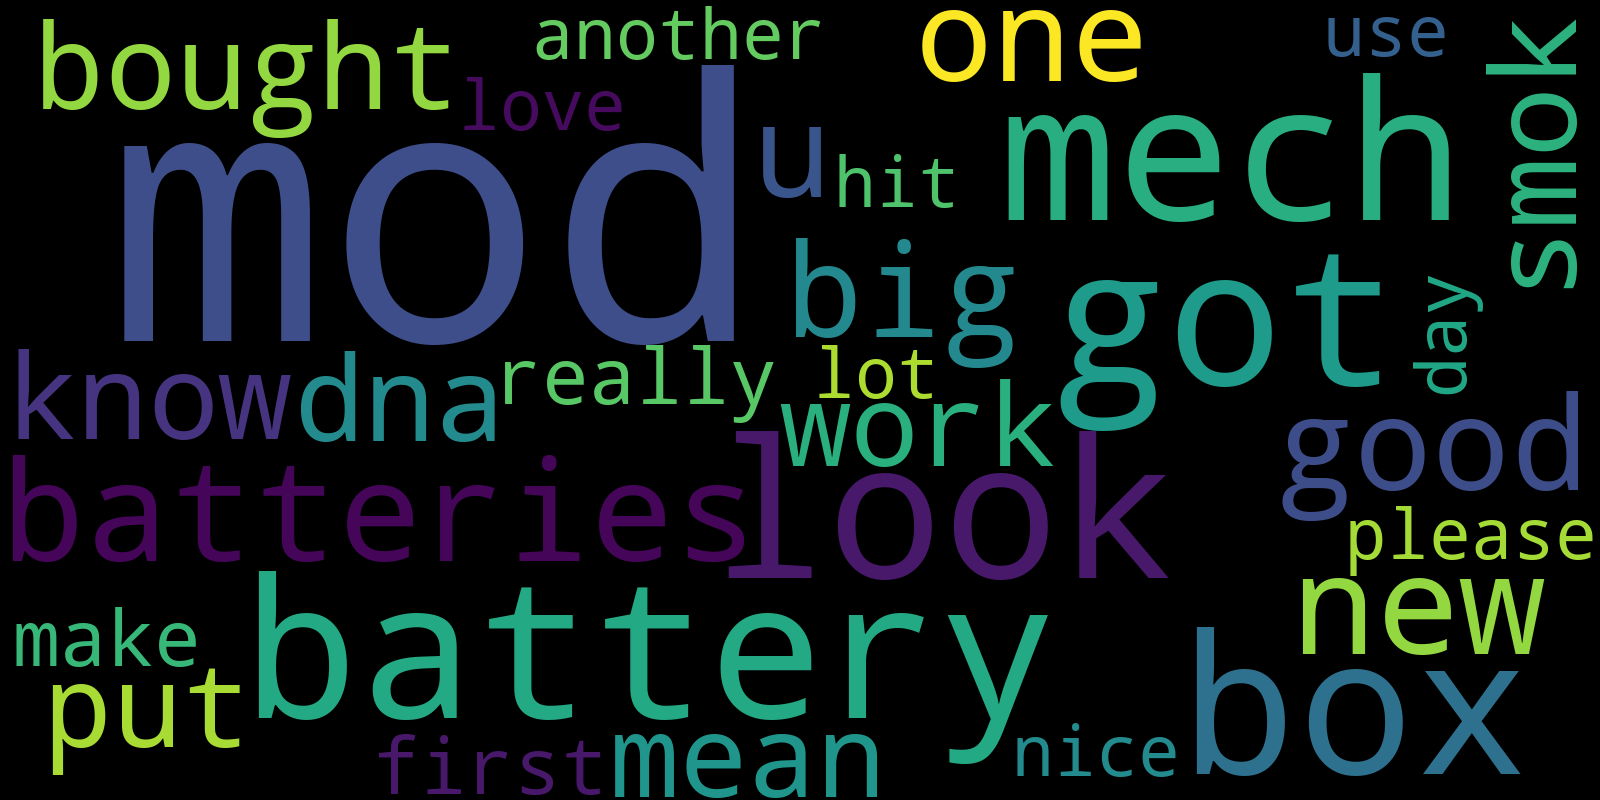 bought
another
one
use
smok
love
mod
u
hit
mech
big
got
day
know
dna
really
lot
work
good
batteries
look
please
make
battery
new
put
box
first
mean
nice